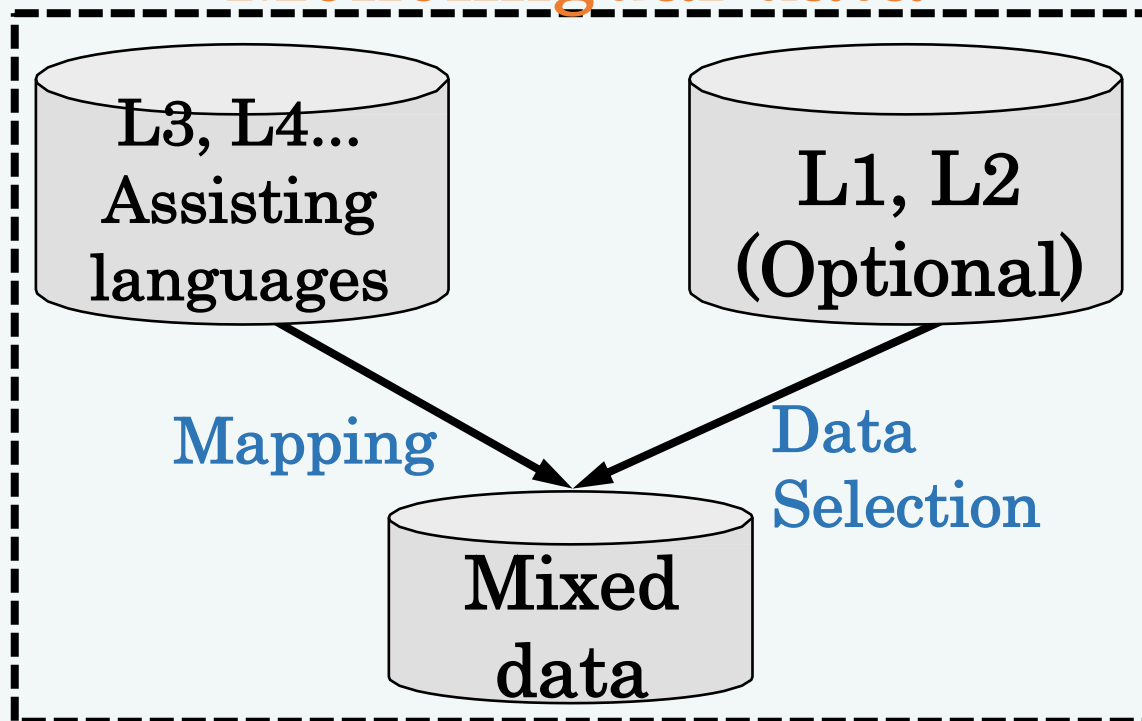 L3, L4...
Assisting
languages
L1, L2
(Optional)
Mapping
Data
Selection
Mixed
data